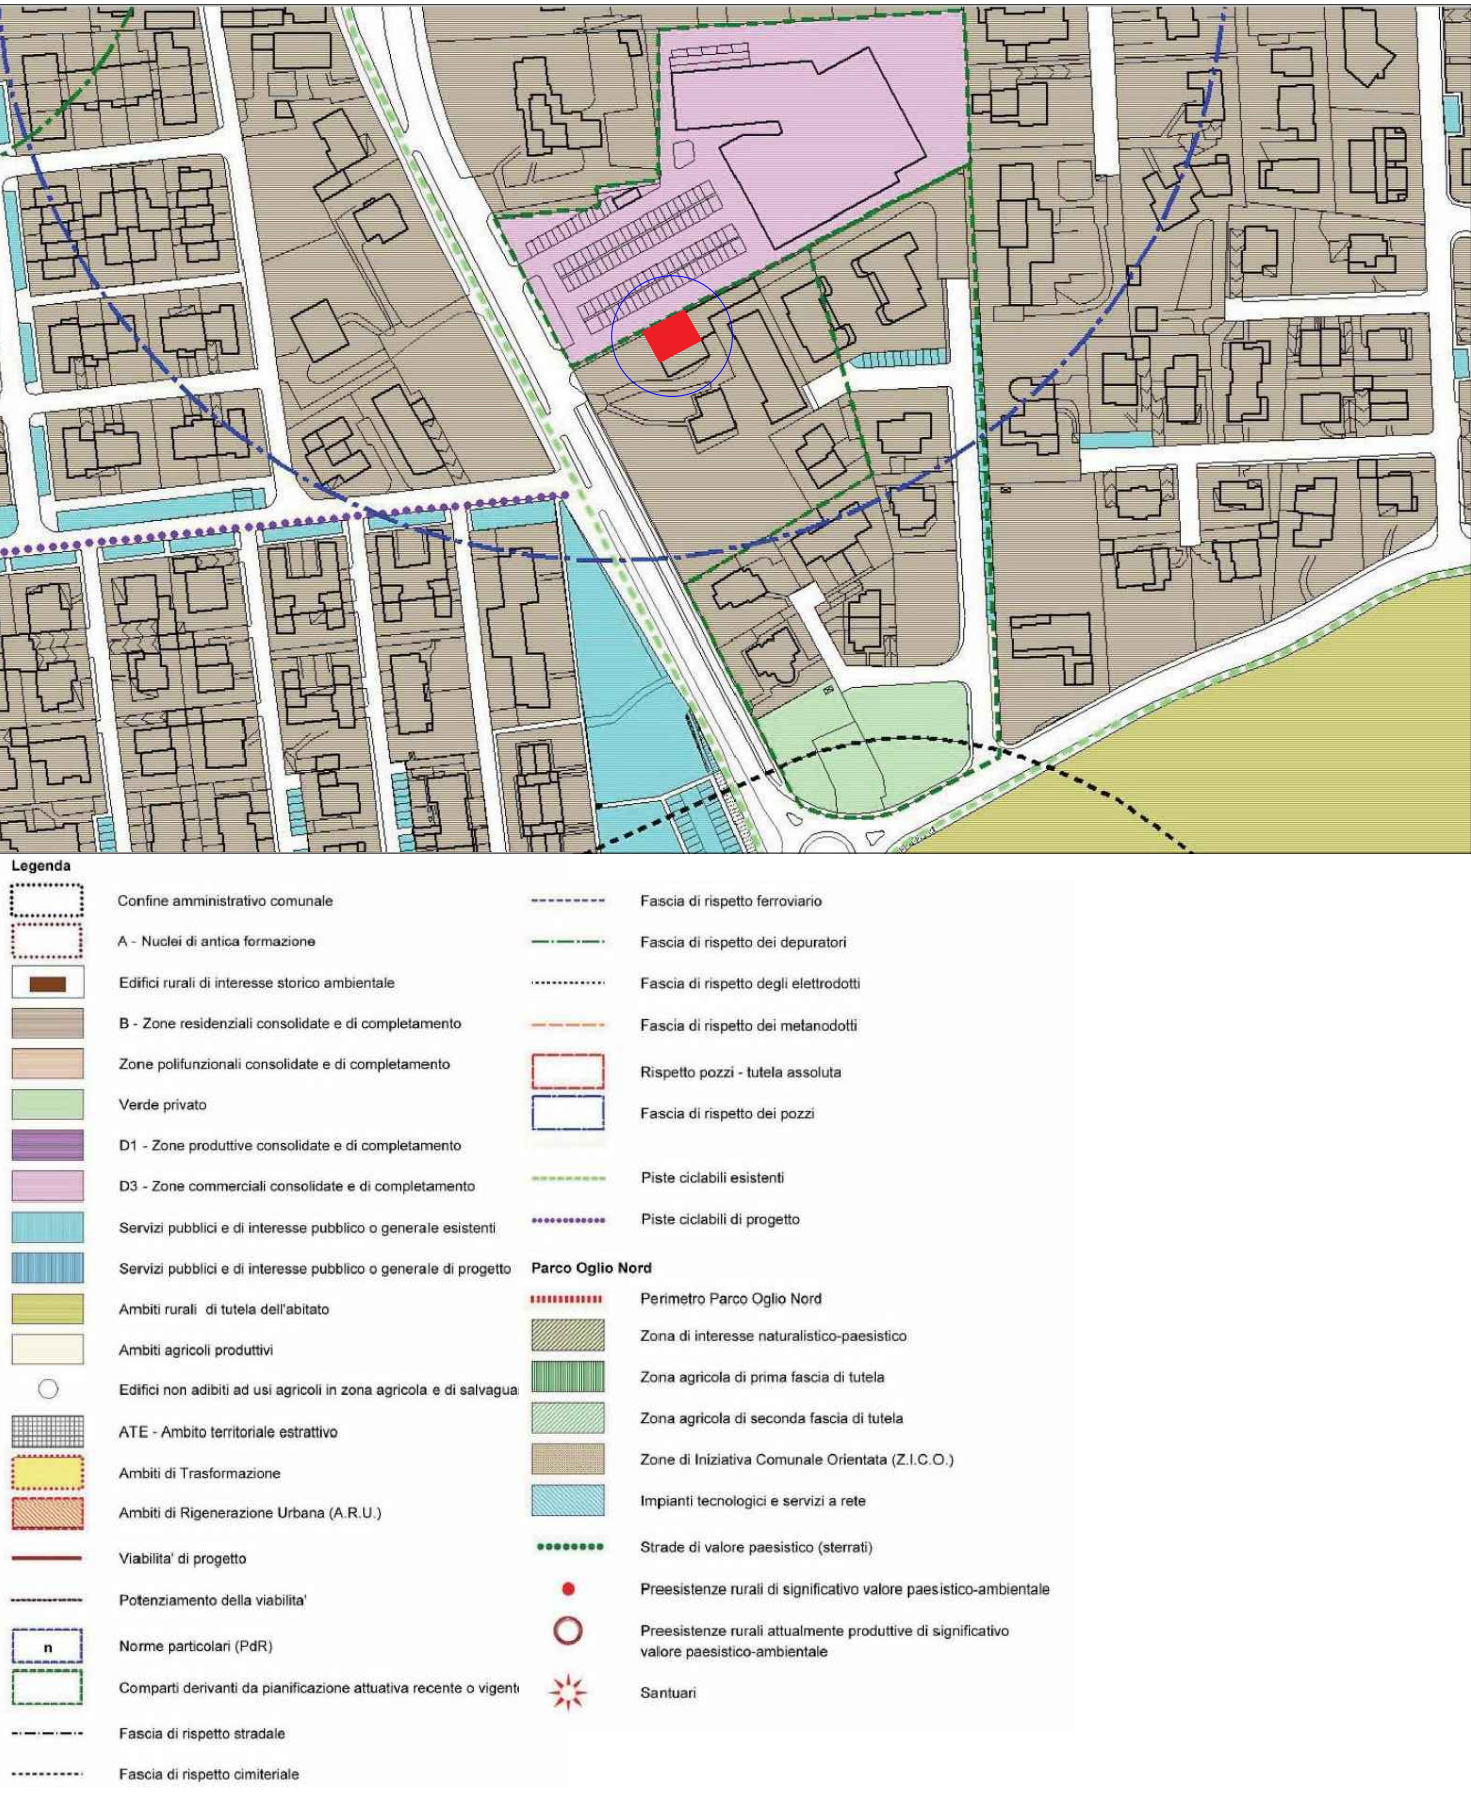 Legenda
Confine amministrativo comunale
A - Nuclei di antica formazione
Edifici rurali di interesse storico ambientale
B - Zone residenziali consolidate e di completamento
Zone polifunzionali consolidate e di completamento
Verde privato
D1 - Zone produttive consolidate e di completamento
D3 - Zone commerciali consolidate e di completamento
Servizi pubblici e di interesse pubblico o generale esistenti
Servizi pubblici e di interesse pubblico o generale di progetto
Ambiti rurali di tutela dell'abitato
Ambiti agricoli produttivi
Edifici non adibiti ad usi agricoli in zona agricola e di salvagua
ATE - Ambito territoriale estrattivo
Ambiti di Trasformazione
Ambiti di Rigenerazione Urbana (A.R.U.)
Viabilita' di progetto
Potenziamento della viabilita'
n
Norme particolari (PdR)
Comparti derivanti da pianificazione attuativa recente o vigent
Fascia di rispetto stradale
Fascia di rispetto cimiteriale
Fascia di rispetto ferroviario
Fascia di rispetto dei depuratori
Fascia di rispetto degli elettrodotti
Fascia di rispetto dei metanodotti
Rispetto pozzi - tutela assoluta
Fascia di rispetto dei pozzi
Piste ciclabili esistenti
Piste ciclabili di progetto
Parco Oglio Nord
Perimetro Parco Oglio Nord
Zona di interesse naturalistico-paesistico
Zona agricola di prima fascia di tutela
Zona agricola di seconda fascia di tutela
Zone di Iniziativa Comunale Orientata (Z.I.C.O.)
Impianti tecnologici e servizi a rete
Strade di valore paesistico (sterrati)
Preesistenze rurali di significativo valore paesistico-ambientale
Preesistenze rurali attualmente produttive di significativo
valore paesistico-ambientale
Santuari